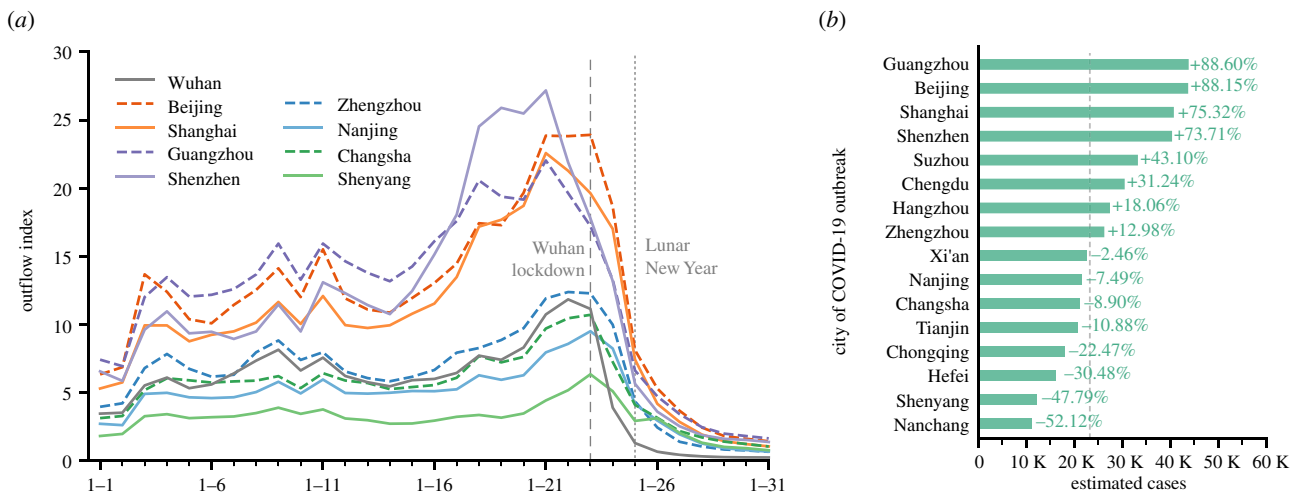 (a)
30
25
20
15
10
5
0
outflow index
Wuhan
Beijing
Shanghai
Guangzhou
Shenzhen
Zhengzhou
Nanjing
Changsha
Shenyang
Wuhan
lockdown
Lunar
New Year
1–1
1–6
1–11
1–16
1–21
1–26
1–31
(b)
city of COVID-19 outbreak
Guangzhou +88.60%
Beijing +88.15%
Shanghai +75.32%
Shenzhen +73.71%
Suzhou +43.10%
Chengdu +31.24%
Hangzhou +18.06%
Zhengzhou +12.98%
Xi'an –2.46%
Nanjing –7.49%
Changsha –8.90%
Tianjin –10.88%
Chongqing –22.47%
Hefei –30.48%
Shenyang –47.79%
Nanchang –52.12%
0 10 K 20 K 30 K 40 K 50 K 60 K
estimated cases